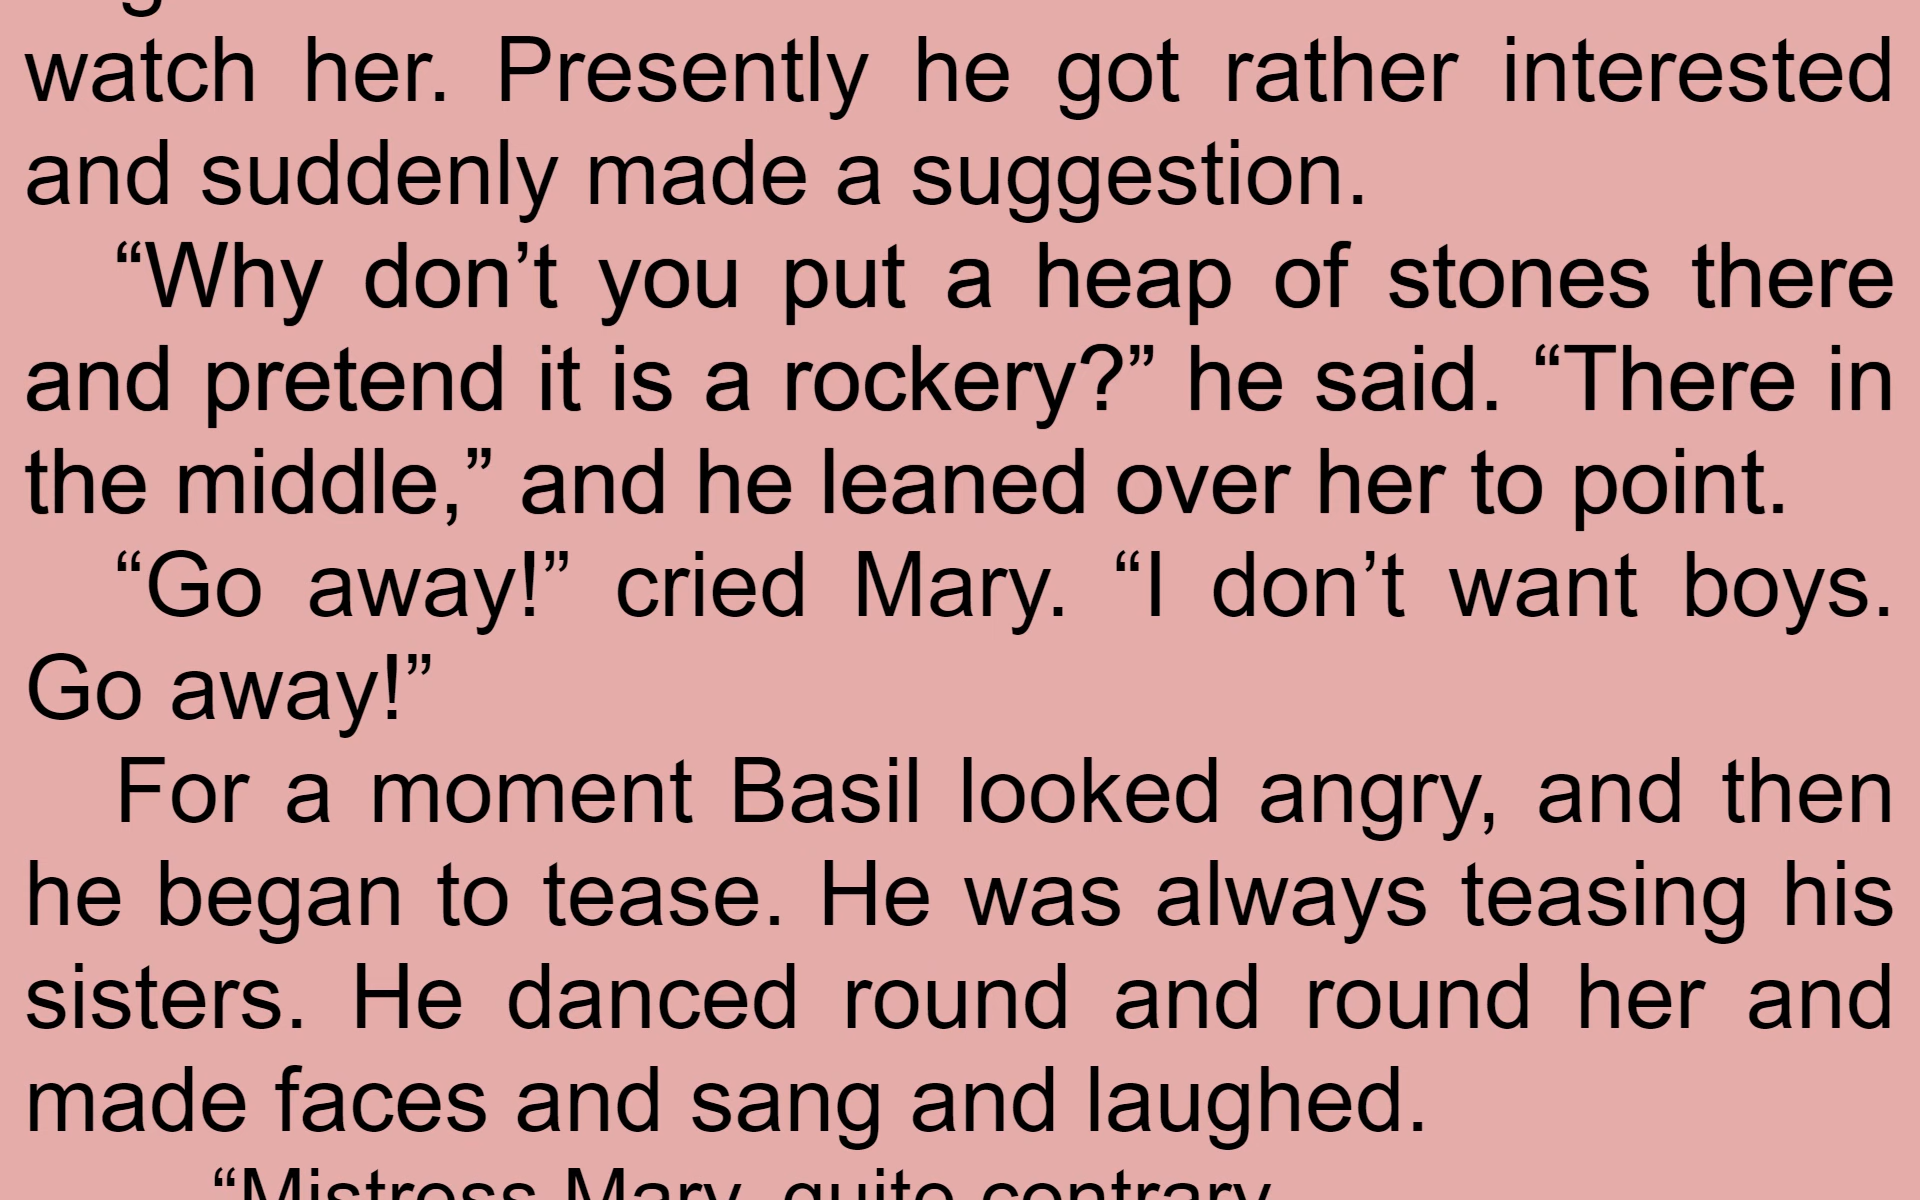 watch her. Presently he got rather interested
and suddenly made a suggestion.
“Why don’t you put a heap of stones there
and pretend it is a rockery?” he said. “There in
the middle,” and he leaned over her to point.
“Go away!” cried Mary. “I don’t want boys.
Go away!”
For a moment Basil looked angry, and then
he began to tease. He was always teasing his
sisters. He danced round and round her and
made faces and sang and laughed.
“Mistress Mary, quite contrary,